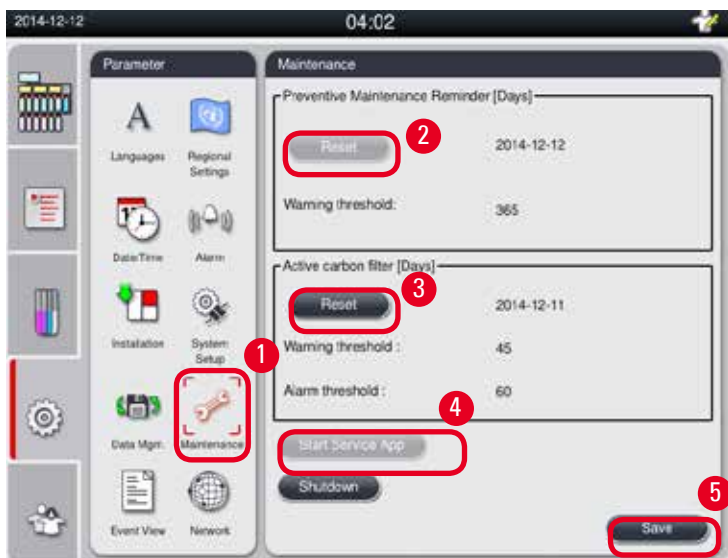 2014-12-12
04:02
Parameter
Languages
Regional Settings
Date/Time
Alarm
Installation
System Setup
1
Data Mgm.
Maintenance
Event View
Network
Maintenance
Preventive Maintenance Reminder [Days]
Reset
2
2014-12-12
Warning threshold:
365
Active carbon filter [Days]
Reset
3
2014-12-11
Warning threshold :
45
Alarm threshold :
60
4
Start Service App
Shutdown
5
Save